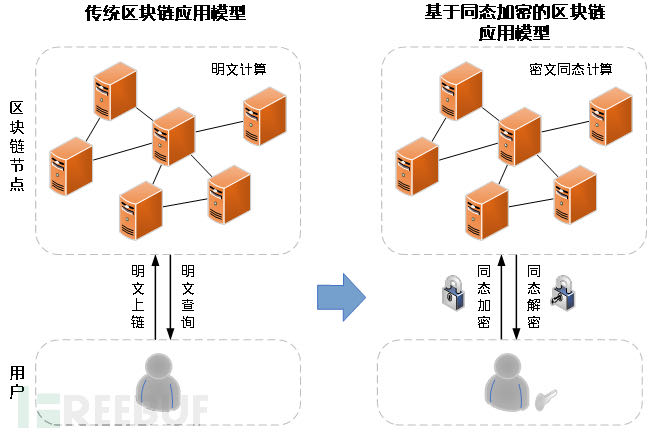 传统区块链应用模型
基于同态加密的区块链
应用模型
明文计算
密文同态计算
区块链节点
明文上链
明文查询
同态加密
同态解密
用户
FREEBUF